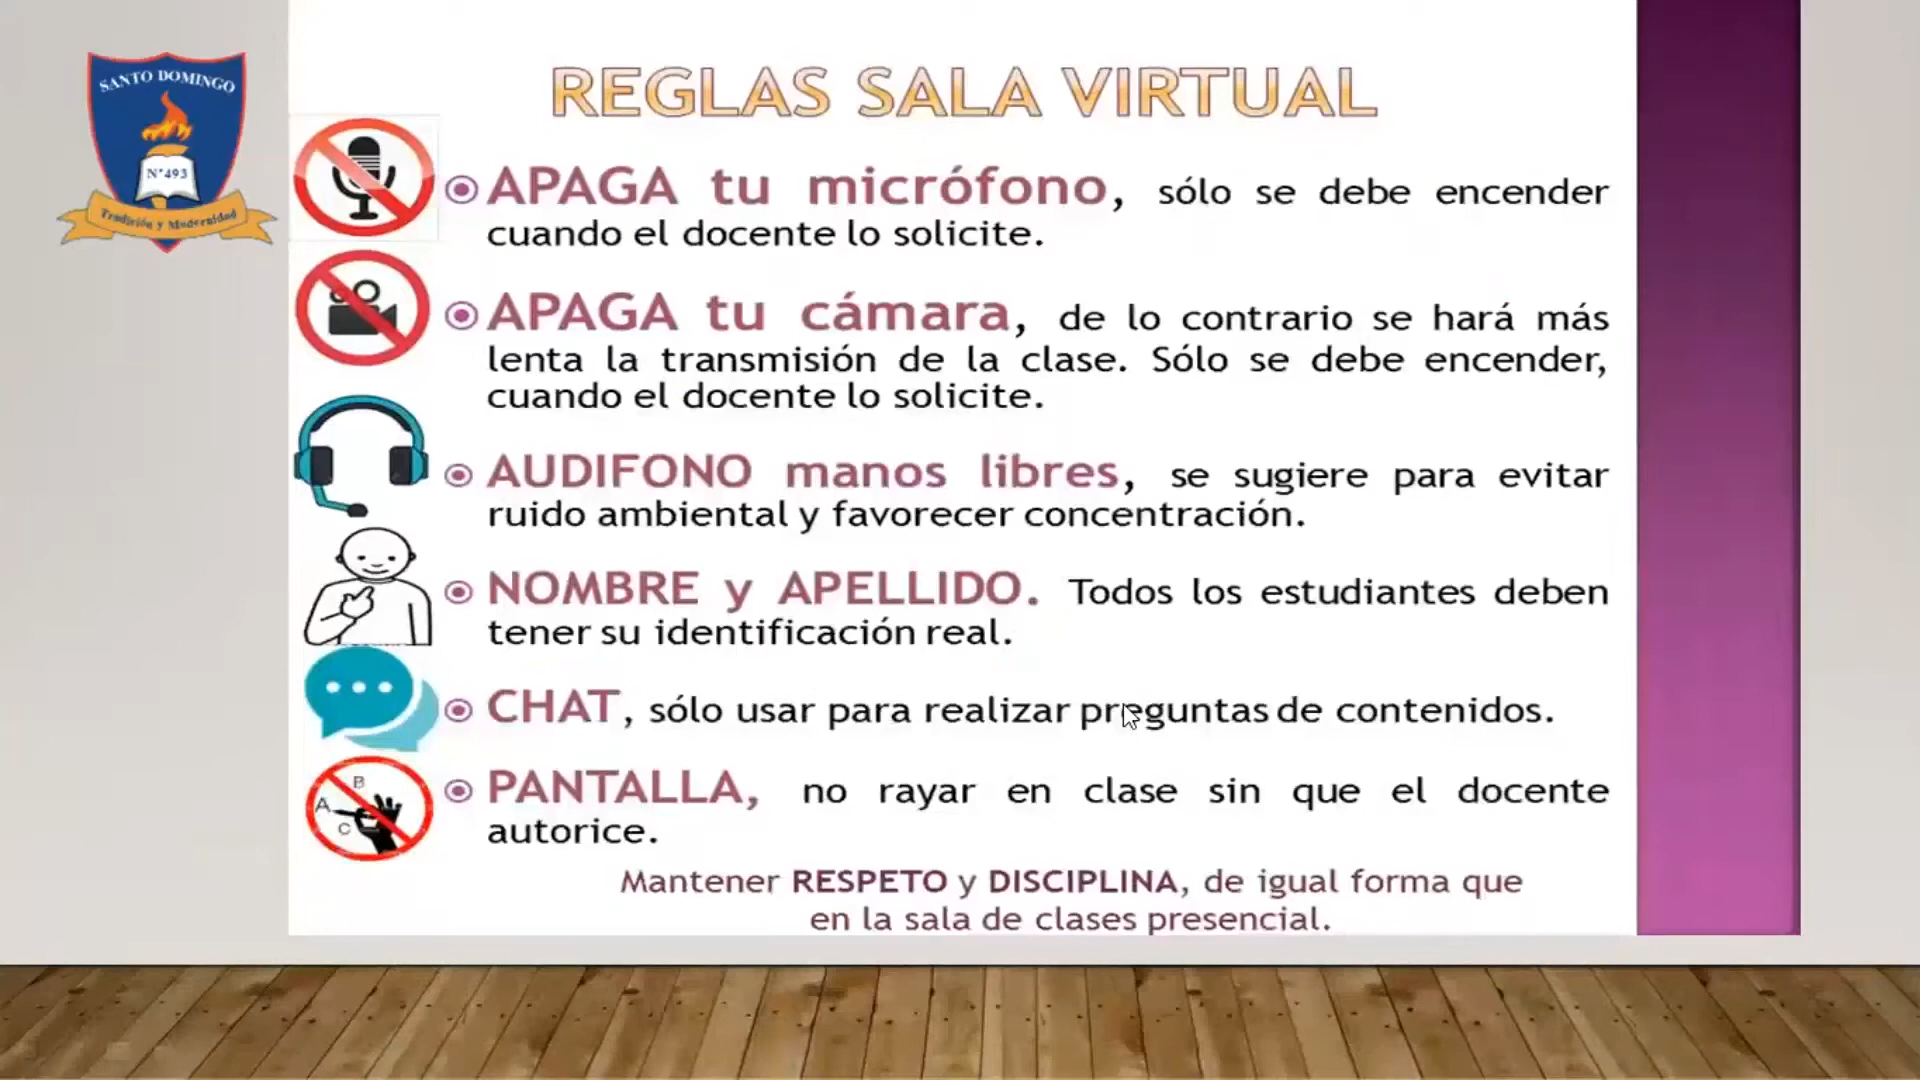 SANTO DOMINGO
N°493
Tradición y Modernidad
REGLAS SALA VIRTUAL
APAGA tu micrófono, sólo se debe encender
cuando el docente lo solicite.
APAGA tu cámara, de lo contrario se hará más
lenta la transmisión de la clase. Sólo se debe encender,
cuando el docente lo solicite.
AUDIFONO manos libres, se sugiere para evitar
ruido ambiental y favorecer concentración.
NOMBRE y APELLIDO. Todos los estudiantes deben
tener su identificación real.
CHAT, sólo usar para realizar preguntas de contenidos.
B
A
C
PANTALLA, no rayar en clase sin que el docente
autorice.
Mantener RESPETO y DISCIPLINA, de igual forma que
en la sala de clases presencial.